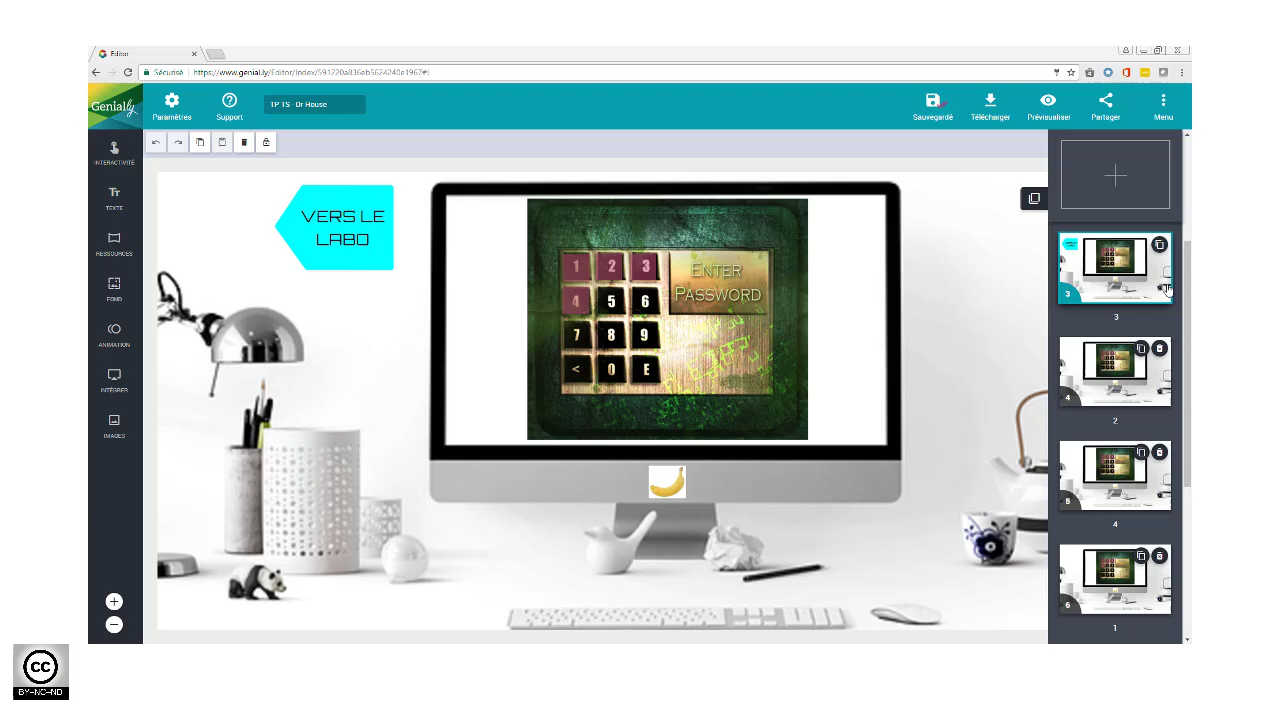 Editor
Sécurisé
https://www.genial.ly/Editor/Index/591220a836eb5624240e1967#!
Genially
Paramètres
Support
TP 1S - Dr House
Sauvegardé
Télécharger
Prévisualiser
Partager
Menu
INTERACTIVITÉ
TEXTE
RESSOURCES
FOND
ANIMATION
INTÉGRER
IMAGES
VERS LE
LABO
1 2 3
4 5 6
7 8 9
< 0 E
ENTER
PASSWORD
3
3
4
2
5
4
6
1
CC
BY-NC-ND